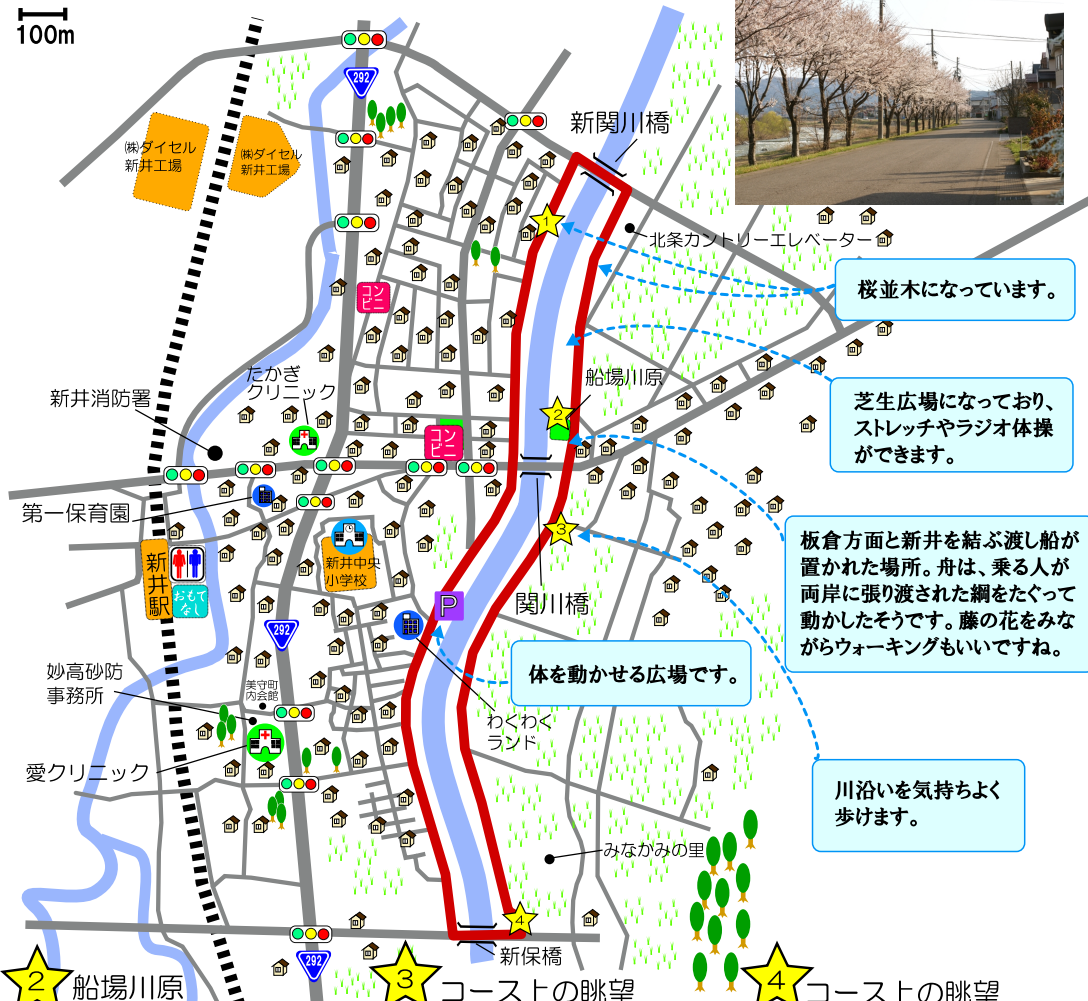 100m
292
㈱ダイセル
新井工場
㈱ダイセル
新井工場
新関川橋
1
北条カントリーエレベーター
桜並木になっています。
コン
ビニ
たかぎ
クリニック
新井消防署
船場川原
2
芝生広場になっており、
ストレッチやラジオ体操
ができます。
コン
ビニ
第一保育園
3
新井駅
おもて
なし
新井中央
小学校
板倉方面と新井を結ぶ渡し船が
置かれた場所。舟は、乗る人が
両岸に張り渡された綱をたぐって
動かしたそうです。藤の花をみな
がらウォーキングもいいですね。
P
関川橋
292
体を動かせる広場です。
妙高砂防
事務所
美守町
内会館
わくわく
ランド
愛クリニック
川沿いを気持ちよく
歩けます。
みなかみの里
4
新保橋
292
2 船場川原
3 コース上の眺望
4 コース上の眺望